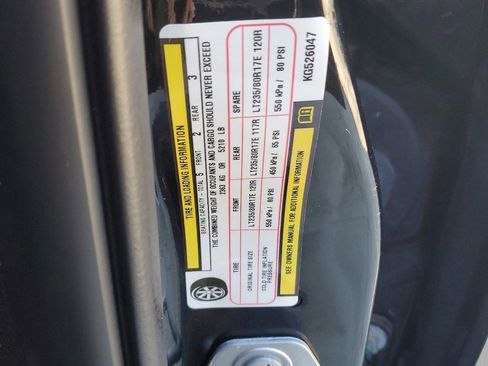 TIRE AND LOADING INFORMATION
SEATING CAPACITY - TOTAL 5 FRONT 2 REAR 3
THE COMBINED WEIGHT OF OCCUPANTS AND CARGO SHOULD NEVER EXCEED
2363 KG OR 5210 LB
TIRE FRONT REAR SPARE
ORIGINAL TIRE SIZE LT235/80R17E 120R LT235/80R17E 117R LT235/80R17E 120R
COLD TIRE INFLATION PRESSURE 550 kPa / 80 PSI 450 kPa / 65 PSI 550 kPa / 80 PSI
SEE OWNERS MANUAL FOR ADDITIONAL INFORMATION
KG526047